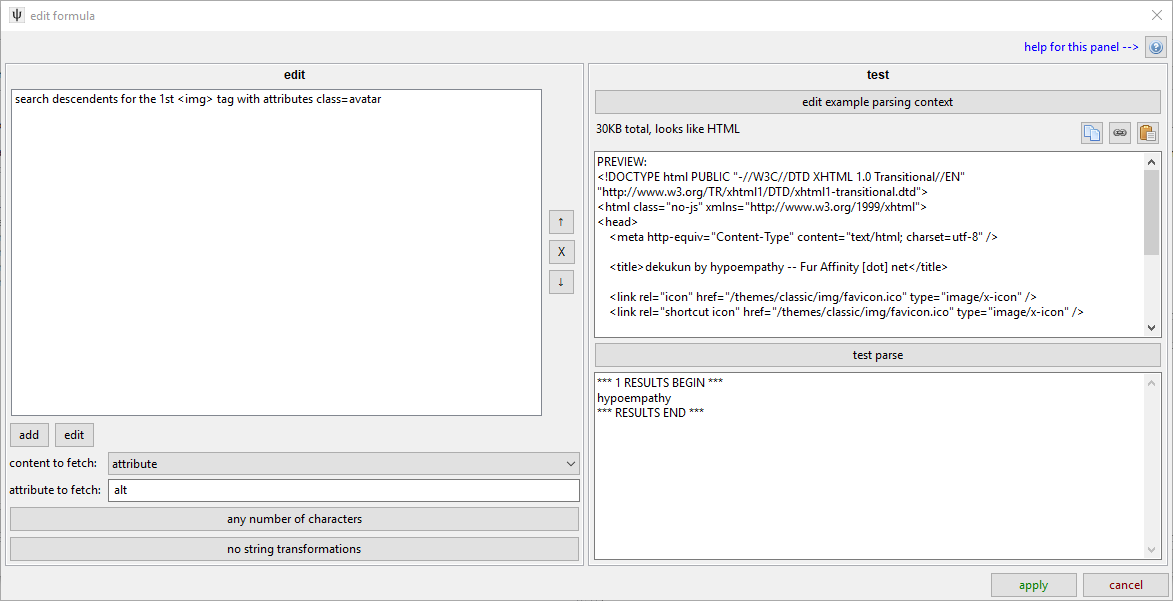 edit formula
help for this panel -->
edit
search descendents for the 1st <img> tag with attributes class=avatar
↑
X
↓
add
edit
content to fetch:
attribute
attribute to fetch:
alt
any number of characters
no string transformations
test
edit example parsing context
30KB total, looks like HTML
PREVIEW:
<!DOCTYPE html PUBLIC "-//W3C//DTD XHTML 1.0 Transitional//EN"
"http://www.w3.org/TR/xhtml1/DTD/xhtml1-transitional.dtd">
<html class="no-js" xmlns="http://www.w3.org/1999/xhtml">
<head>
<meta http-equiv="Content-Type" content="text/html; charset=utf-8" />
<title>dekukun by hypoempathy -- Fur Affinity [dot] net</title>
<link rel="icon" href="/themes/classic/img/favicon.ico" type="image/x-icon" />
<link rel="shortcut icon" href="/themes/classic/img/favicon.ico" type="image/x-icon" />
test parse
*** 1 RESULTS BEGIN ***
hypoempathy
*** RESULTS END ***
apply
cancel